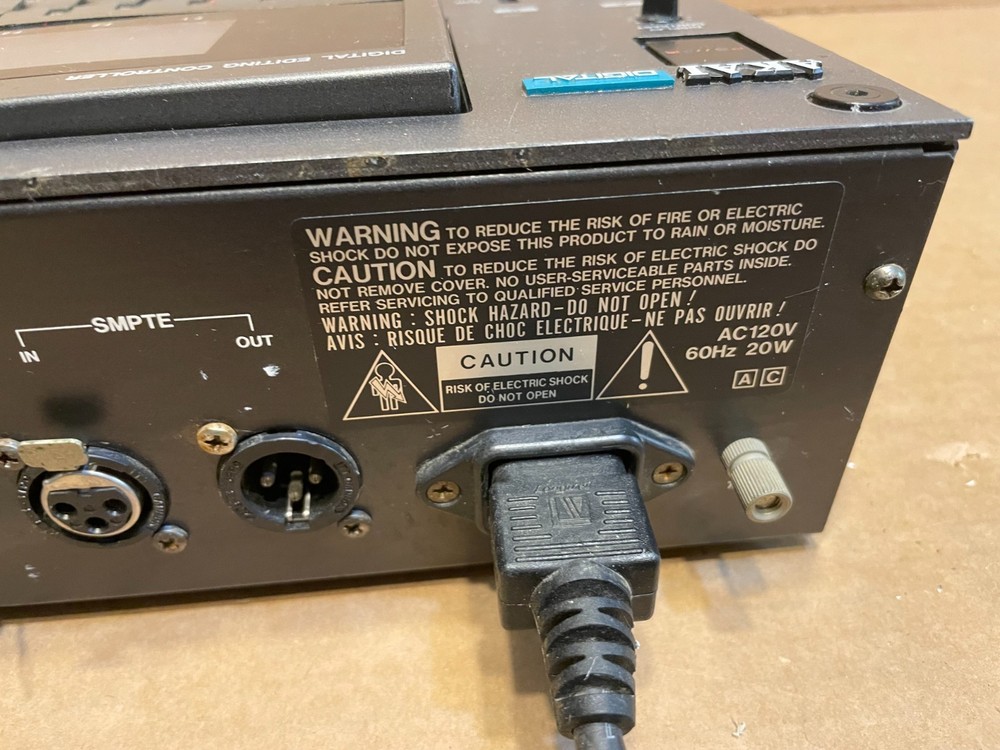 DIGITAL EDITING CONTROLLER
DIGITAL
AKAI
WARNING TO REDUCE THE RISK OF FIRE OR ELECTRIC
SHOCK DO NOT EXPOSE THIS PRODUCT TO RAIN OR MOISTURE.
CAUTION TO REDUCE THE RISK OF ELECTRIC SHOCK DO
NOT REMOVE COVER. NO USER-SERVICEABLE PARTS INSIDE.
REFER SERVICING TO QUALIFIED SERVICE PERSONNEL.
WARNING : SHOCK HAZARD–DO NOT OPEN !
AVIS : RISQUE DE CHOC ELECTRIQUE–NE PAS OUVRIR !
AC120V
60Hz 20W
CAUTION
RISK OF ELECTRIC SHOCK
DO NOT OPEN
!
A C
SMPTE
IN
OUT